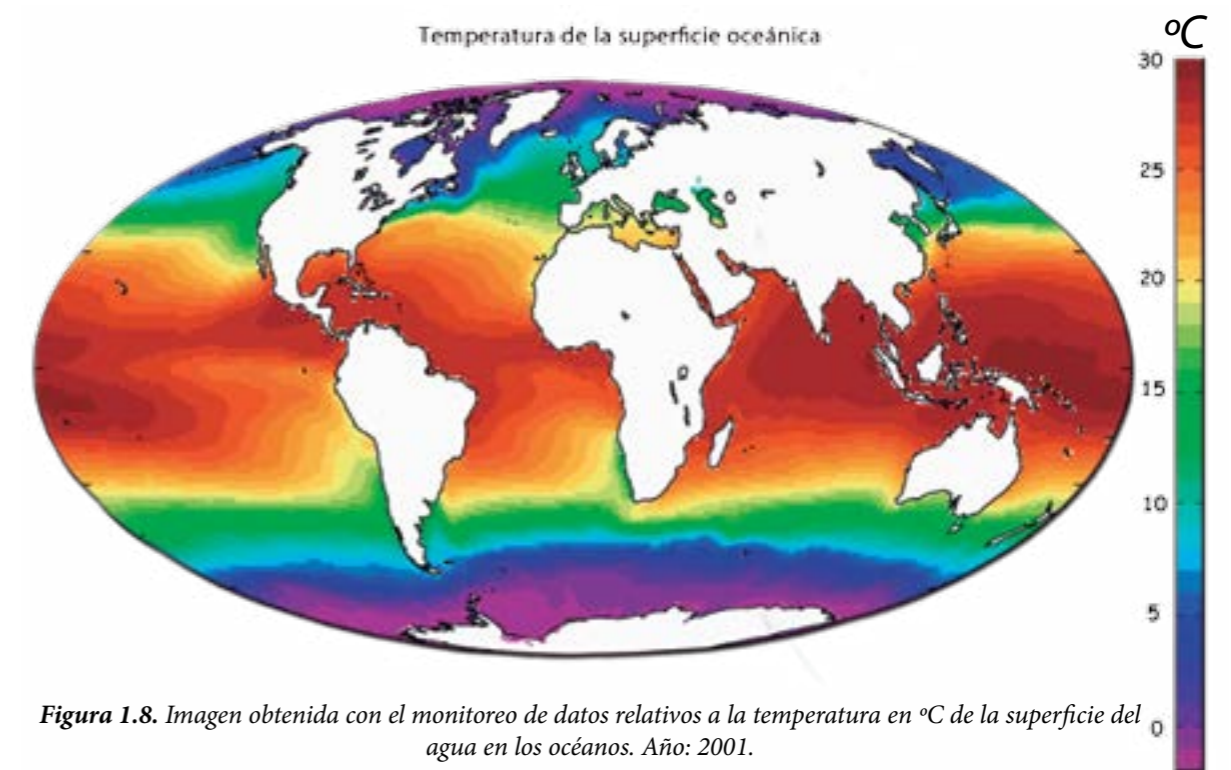 Temperatura de la superficie oceánica
ºC
30
25
20
15
10
5
0
Figura 1.8. Imagen obtenida con el monitoreo de datos relativos a la temperatura en ºC de la superficie del
agua en los océanos. Año: 2001.